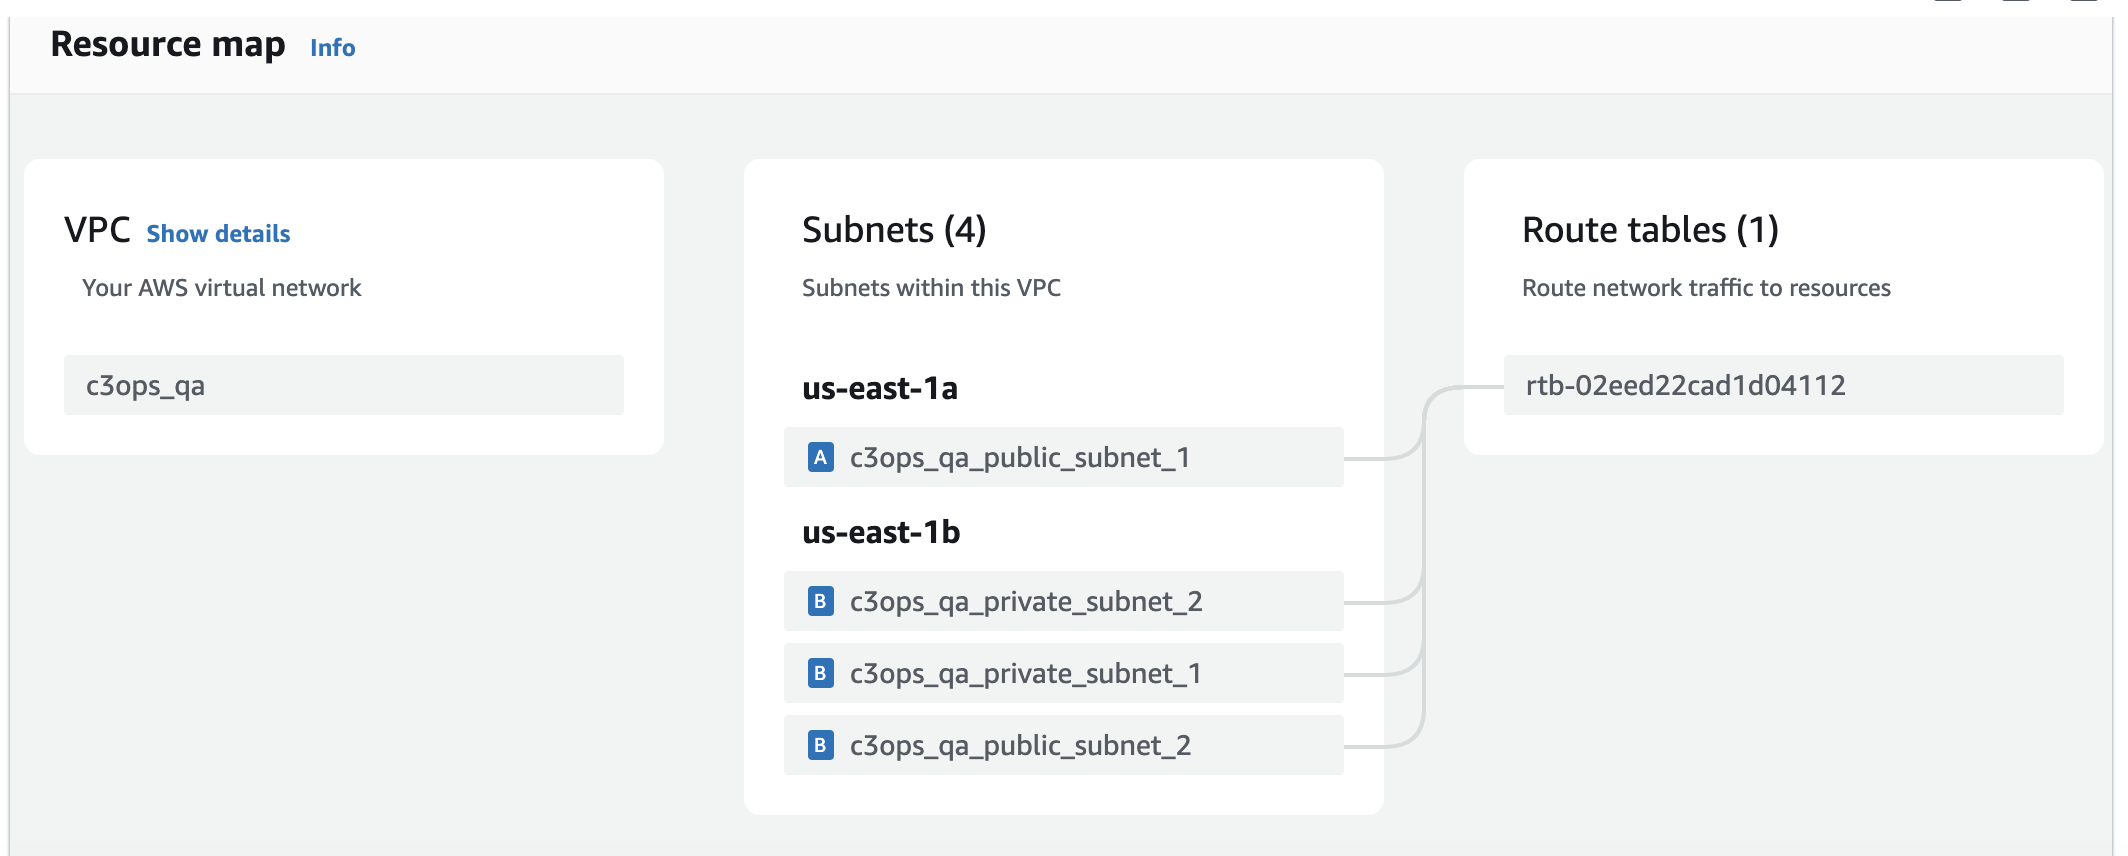 Resource map Info
VPC Show details
Your AWS virtual network
c3ops_qa
Subnets (4)
Subnets within this VPC
us-east-1a
A c3ops_qa_public_subnet_1
us-east-1b
B c3ops_qa_private_subnet_2
B c3ops_qa_private_subnet_1
B c3ops_qa_public_subnet_2
Route tables (1)
Route network traffic to resources
rtb-02eed22cad1d04112